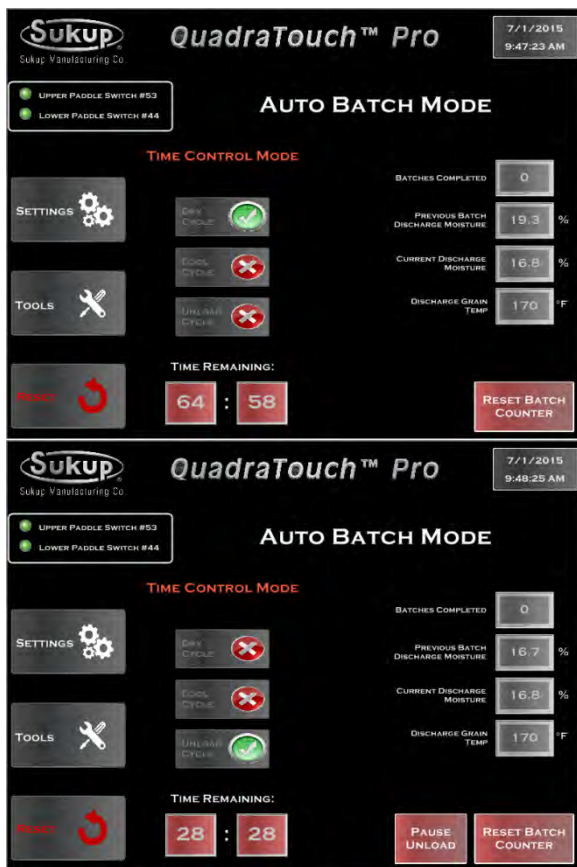 Sukup®
QuadraTouch™ Pro
7/1/2015
9:47:23 AM
Sukup Manufacturing Co.
UPPER PADDLE SWITCH #53
LOWER PADDLE SWITCH #44
AUTO BATCH MODE
TIME CONTROL MODE
BATCHES COMPLETED
0
SETTINGS
DRY
CYCLE
PREVIOUS BATCH
DISCHARGE MOISTURE
19.3 %
COOL
CYCLE
CURRENT DISCHARGE
MOISTURE
16.8 %
TOOLS
UNLOAD
CYCLE
DISCHARGE GRAIN
TEMP
170 °F
TIME REMAINING:
RESET
64 : 58
RESET BATCH
COUNTER
Sukup®
QuadraTouch™ Pro
7/1/2015
9:48:25 AM
Sukup Manufacturing Co.
UPPER PADDLE SWITCH #53
LOWER PADDLE SWITCH #44
AUTO BATCH MODE
TIME CONTROL MODE
BATCHES COMPLETED
0
SETTINGS
DRY
CYCLE
PREVIOUS BATCH
DISCHARGE MOISTURE
16.7 %
COOL
CYCLE
CURRENT DISCHARGE
MOISTURE
16.8 %
TOOLS
UNLOAD
CYCLE
DISCHARGE GRAIN
TEMP
170 °F
TIME REMAINING:
RESET
28 : 28
PAUSE
UNLOAD
RESET BATCH
COUNTER